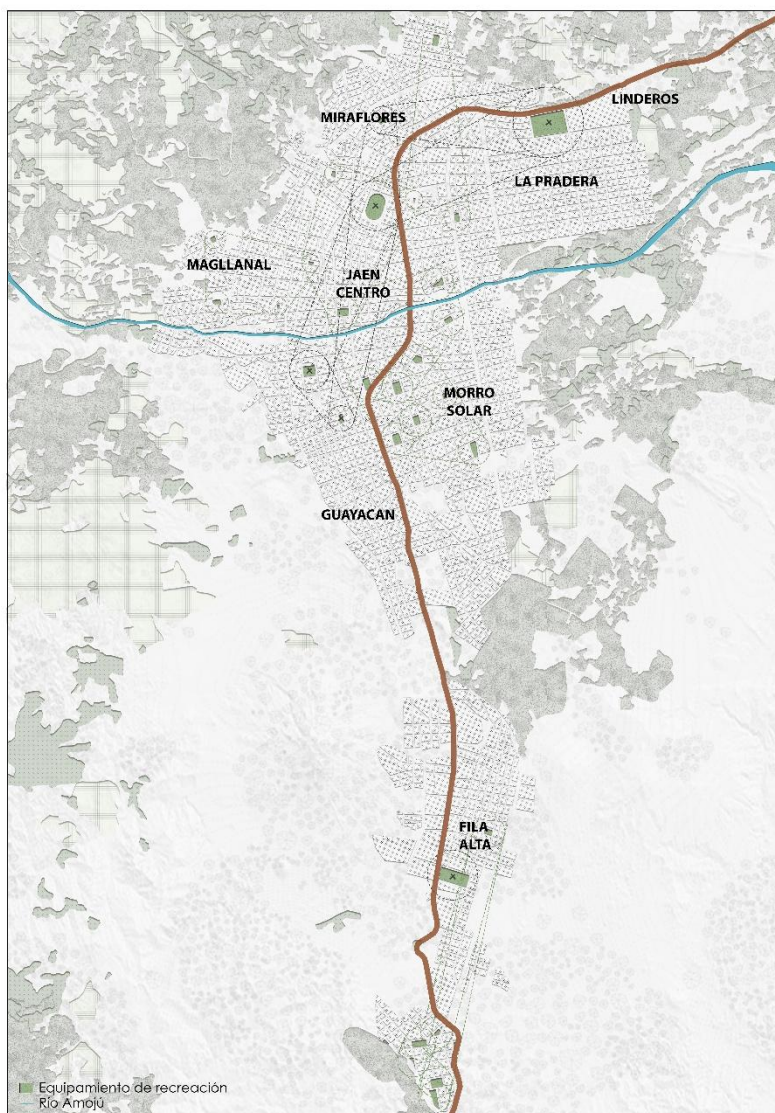 LINDEROS
MIRAFLORES
LA PRADERA
MAGLLANAL
JAEN
CENTRO
MORRO
SOLAR
GUAYACAN
FILA
ALTA
Equipamiento de recreación
Río Amojú